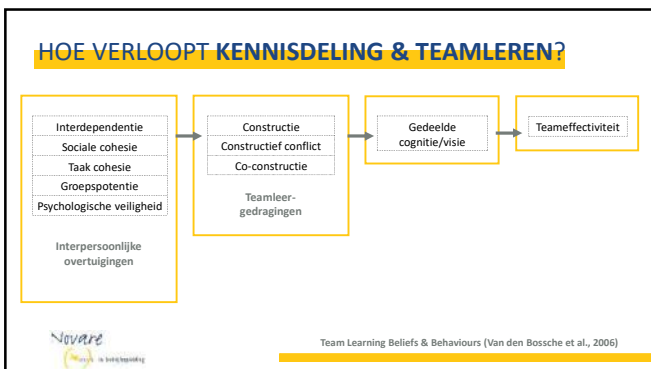 HOE VERLOOPT KENNISDELING & TEAMLEREN?
Interdependentie
Sociale cohesie
Taak cohesie
Groepspotentie
Psychologische veiligheid
Interpersoonlijke
overtuigingen
Constructie
Constructief conflict
Co-constructie
Teamleer-
gedragingen
Gedeelde
cognitie/visie
Teameffectiviteit
Novare
Team Learning Beliefs & Behaviours (Van den Bossche et al., 2006)